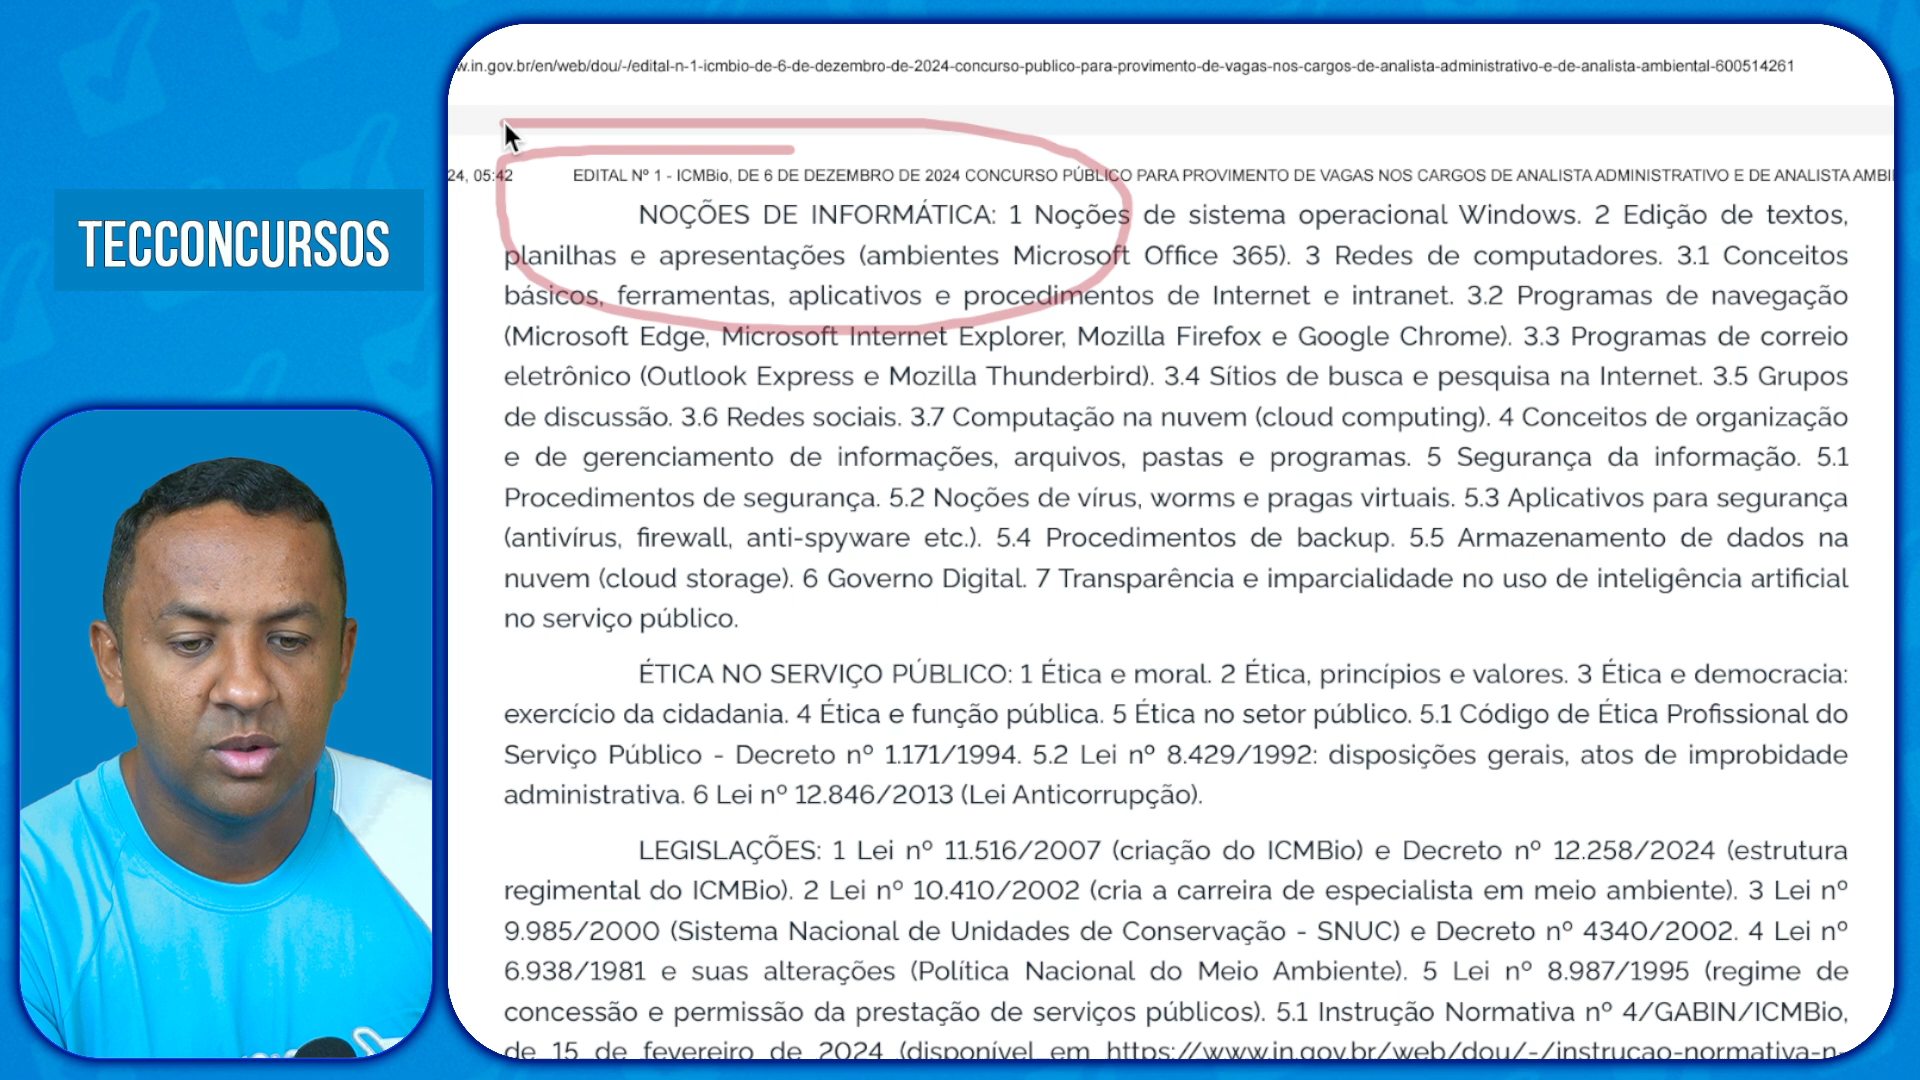 w.in.gov.br/en/web/dou/-/edital-n-1-icmbio-de-6-de-dezembro-de-2024-concurso-publico-para-provimento-de-vagas-nos-cargos-de-analista-administrativo-e-de-analista-ambiental-600514261
24, 05:42 EDITAL Nº 1 - ICMBio, DE 6 DE DEZEMBRO DE 2024 CONCURSO PÚBLICO PARA PROVIMENTO DE VAGAS NOS CARGOS DE ANALISTA ADMINISTRATIVO E DE ANALISTA AMBI
TECCONCURSOS
NOÇÕES DE INFORMÁTICA: 1 Noções de sistema operacional Windows. 2 Edição de textos,
planilhas e apresentações (ambientes Microsoft Office 365). 3 Redes de computadores. 3.1 Conceitos
básicos, ferramentas, aplicativos e procedimentos de Internet e intranet. 3.2 Programas de navegação
(Microsoft Edge, Microsoft Internet Explorer, Mozilla Firefox e Google Chrome). 3.3 Programas de correio
eletrônico (Outlook Express e Mozilla Thunderbird). 3.4 Sítios de busca e pesquisa na Internet. 3.5 Grupos
de discussão. 3.6 Redes sociais. 3.7 Computação na nuvem (cloud computing). 4 Conceitos de organização
e de gerenciamento de informações, arquivos, pastas e programas. 5 Segurança da informação. 5.1
Procedimentos de segurança. 5.2 Noções de vírus, worms e pragas virtuais. 5.3 Aplicativos para segurança
(antivírus, firewall, anti-spyware etc.). 5.4 Procedimentos de backup. 5.5 Armazenamento de dados na
nuvem (cloud storage). 6 Governo Digital. 7 Transparência e imparcialidade no uso de inteligência artificial
no serviço público.
ÉTICA NO SERVIÇO PÚBLICO: 1 Ética e moral. 2 Ética, princípios e valores. 3 Ética e democracia:
exercício da cidadania. 4 Ética e função pública. 5 Ética no setor público. 5.1 Código de Ética Profissional do
Serviço Público - Decreto nº 1.171/1994. 5.2 Lei nº 8.429/1992: disposições gerais, atos de improbidade
administrativa. 6 Lei nº 12.846/2013 (Lei Anticorrupção).
LEGISLAÇÕES: 1 Lei nº 11.516/2007 (criação do ICMBio) e Decreto nº 12.258/2024 (estrutura
regimental do ICMBio). 2 Lei nº 10.410/2002 (cria a carreira de especialista em meio ambiente). 3 Lei nº
9.985/2000 (Sistema Nacional de Unidades de Conservação - SNUC) e Decreto nº 4340/2002. 4 Lei nº
6.938/1981 e suas alterações (Política Nacional do Meio Ambiente). 5 Lei nº 8.987/1995 (regime de
concessão e permissão da prestação de serviços públicos). 5.1 Instrução Normativa nº 4/GABIN/ICMBio,
de 15 de fevereiro de 2024 (disponível em https://www.in.gov.br/web/dou/-/instrucao-normativa-n-